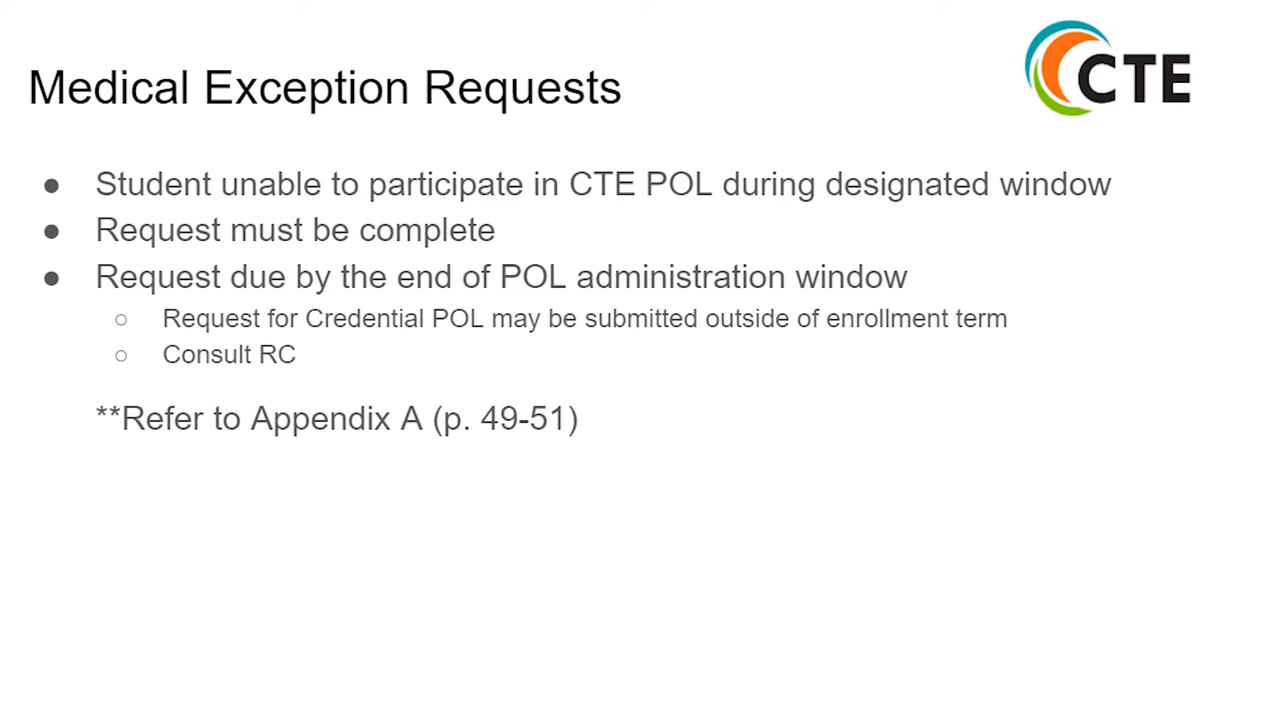 CTE
Medical Exception Requests
● Student unable to participate in CTE POL during designated window
● Request must be complete
● Request due by the end of POL administration window
○ Request for Credential POL may be submitted outside of enrollment term
○ Consult RC
**Refer to Appendix A (p. 49-51)